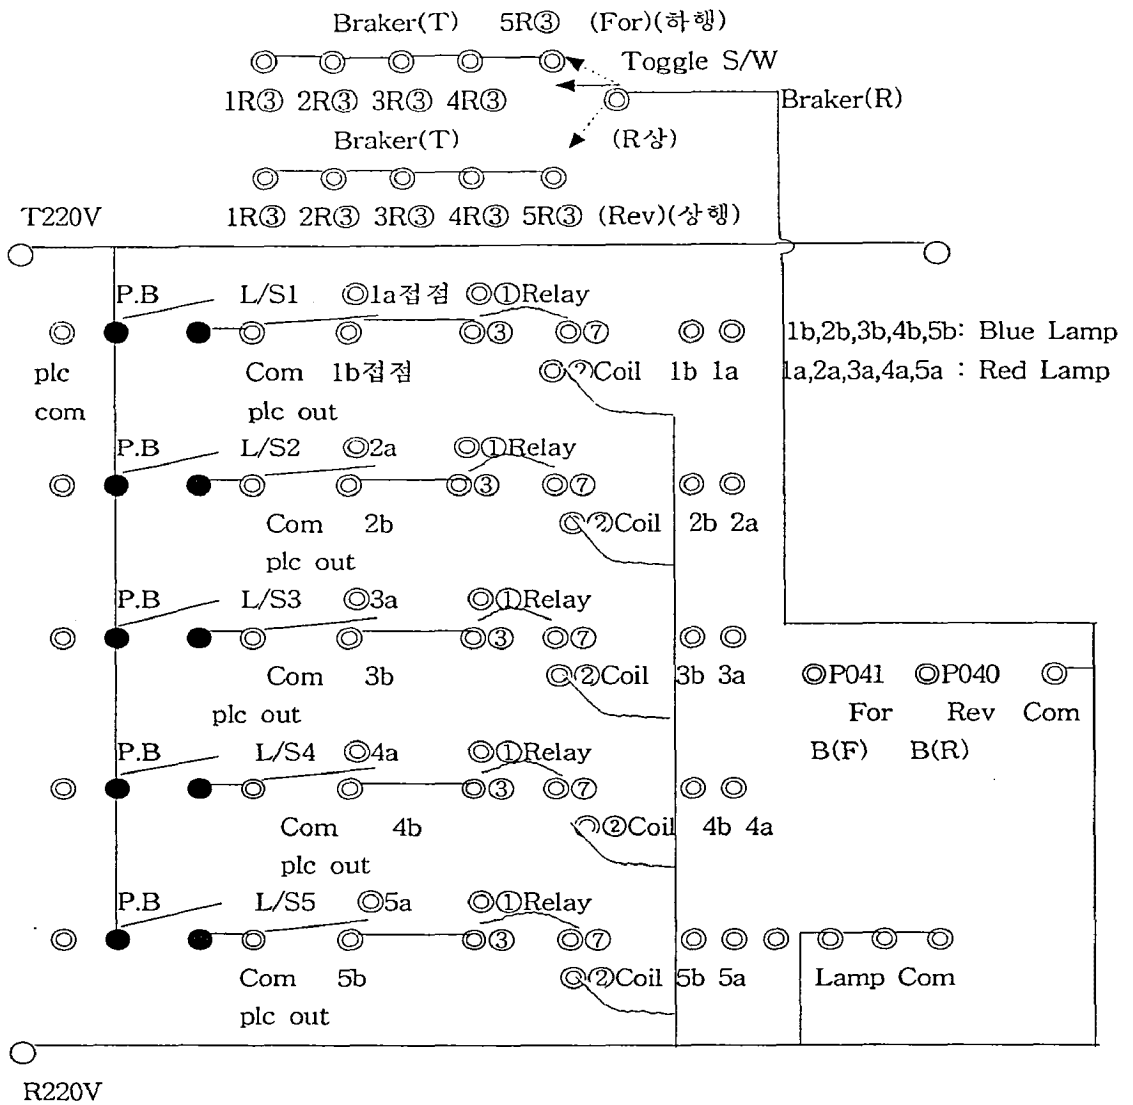 Braker(T) 5R③ (For)(하행)
Toggle S/W
1R③ 2R③ 3R③ 4R③
Braker(R)
Braker(T) (R상)
T220V
1R③ 2R③ 3R③ 4R③ 5R③ (Rev)(상행)
P.B L/S1 ◎1a접점 ◎①Relay
③ ⑦ 1b,2b,3b,4b,5b: Blue Lamp
plc Com 1b접점 ②Coil 1b 1a 1a,2a,3a,4a,5a : Red Lamp
com plc out
P.B L/S2 ◎2a ◎①Relay
③ ⑦
Com 2b ②Coil 2b 2a
plc out
P.B L/S3 ◎3a ◎①Relay
③ ⑦
Com 3b ②Coil 3b 3a ◎P041 ◎P040 ◎
plc out For Rev Com
P.B L/S4 ◎4a ◎①Relay B(F) B(R)
③ ⑦
Com 4b ②Coil 4b 4a
plc out
P.B L/S5 ◎5a ◎①Relay
③ ⑦
Com 5b ②Coil 5b 5a Lamp Com
plc out
R220V